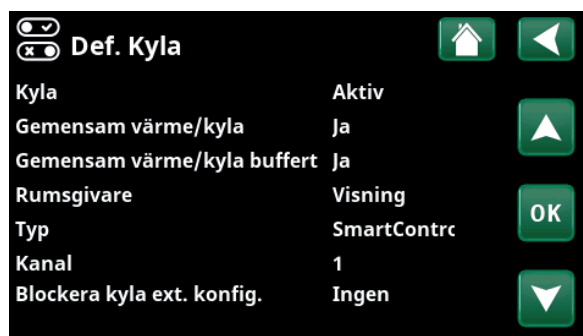 Def. Kyla
Kyla Aktiv
Gemensam värme/kyla Ja
Gemensam värme/kyla buffert Ja
Rumsgivare Visning
OK
Typ SmartContrc
Kanal 1
Blockera kyla ext. konfig. Ingen